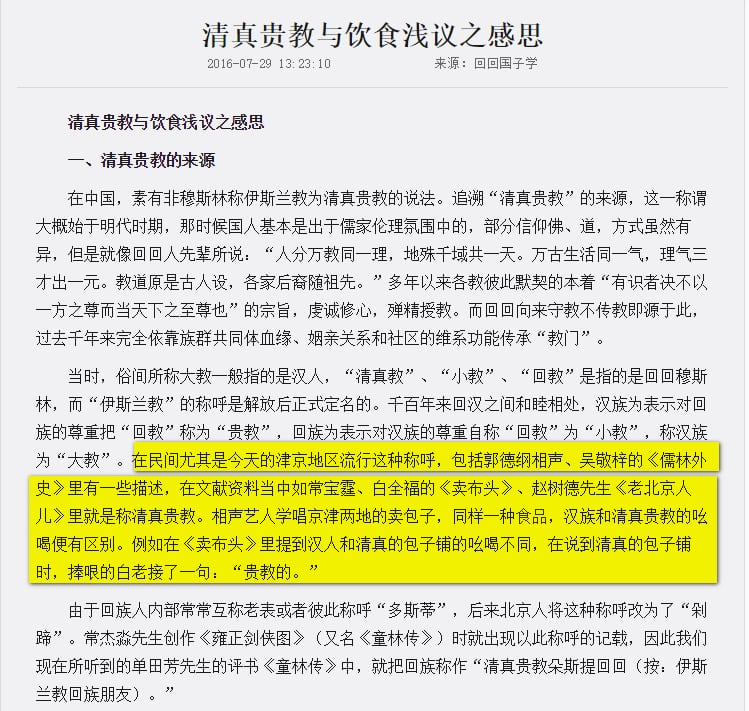 清真贵教与饮食浅议之感思
2016-07-29 13:23:10 来源：回回国子学
清真贵教与饮食浅议之感思
一、清真贵教的来源
在中国，素有非穆斯林称伊斯兰教为清真贵教的说法。追溯“清真贵教”的来源，这一称谓
大概始于明代时期，那时候国人基本是出于儒家伦理氛围中的，部分信仰佛、道，方式虽然有
异，但是就像回回人先辈所说：“人分万教同一理，地殊千域共一天。万古生活同一气，理气三
才出一元。教道原是古人设，各家后裔随祖先。”多年以来各教彼此默契的本着“有识者决不以
一方之尊而当天下之至尊也”的宗旨，虔诚修心，殚精授教。而回回向来守教不传教即源于此，
过去千年来完全依靠族群共同体血缘、姻亲关系和社区的维系功能传承“教门”。
当时，俗间所称大教一般指的是汉人，“清真教”、“小教”、“回教”是指的是回回穆斯
林，而“伊斯兰教”的称呼是解放后正式定名的。千百年来回汉之间和睦相处，汉族为表示对回
族的尊重把“回教”称为“贵教”，回族为表示对汉族的尊重自称“回教”为“小教”，称汉族
为“大教”。在民间尤其是今天的津京地区流行这种称呼，包括郭德纲相声、吴敬梓的《儒林外
史》里有一些描述，在文献资料当中如常宝霆、白全福的《卖布头》、赵树德先生《老北京人
儿》里就是称清真贵教。相声艺人学唱京津两地的卖包子，同样一种食品，汉族和清真贵教的吆
喝便有区别。例如在《卖布头》里提到汉人和清真的包子铺的吆喝不同，在说到清真的包子铺
时，捧哏的白老接了一句：“贵教的。”
由于回族人内部常常互称老表或者彼此称呼“多斯蒂”，后来北京人将这种称呼改为了“剁
蹄”。常杰淼先生创作《雍正剑侠图》（又名《童林传》）时就出现以此称呼的记载，因此我们
现在所听到的单田芳先生的评书《童林传》中，就把回族称作“清真贵教朵斯提回回（按：伊斯
兰教回族朋友）。”